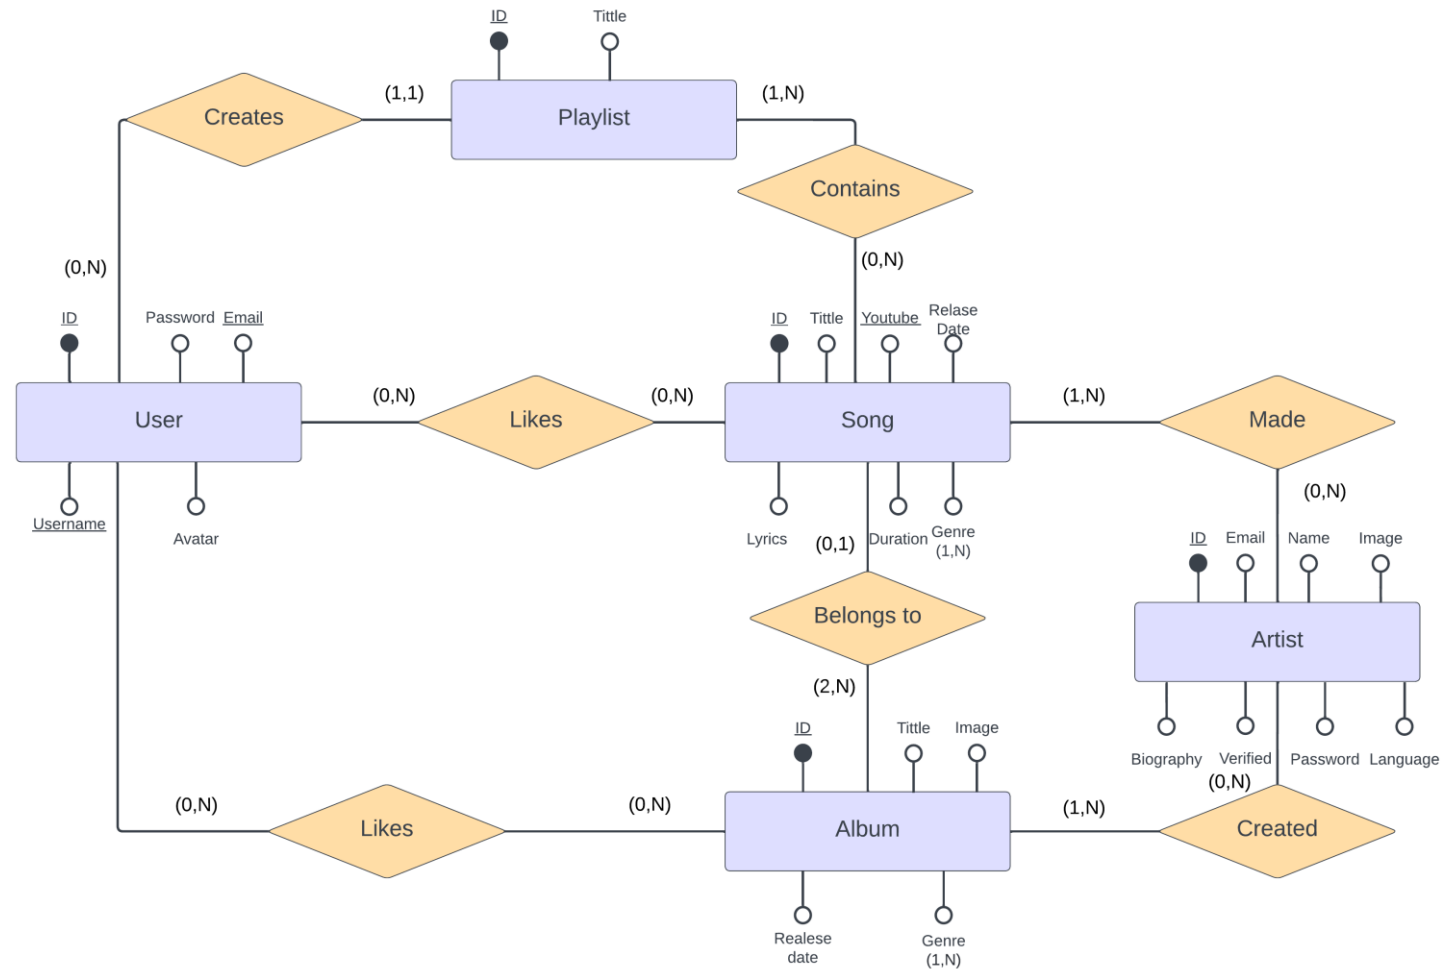 ID
Tittle
Creates
(1,1)
Playlist
(1,N)
Contains
(0,N)
(0,N)
ID
Password
Email
ID
Tittle
Youtube
Relase
Date
User
(0,N)
Likes
(0,N)
Song
(1,N)
Made
(0,N)
Username
Avatar
Lyrics
(0,1)
Duration
Genre
(1,N)
ID
Email
Name
Image
Belongs to
Artist
(2,N)
ID
Tittle
Image
Biography
Verified
Password
Language
(0,N)
(0,N)
Likes
(0,N)
Album
(1,N)
Created
Realese
date
Genre
(1,N)